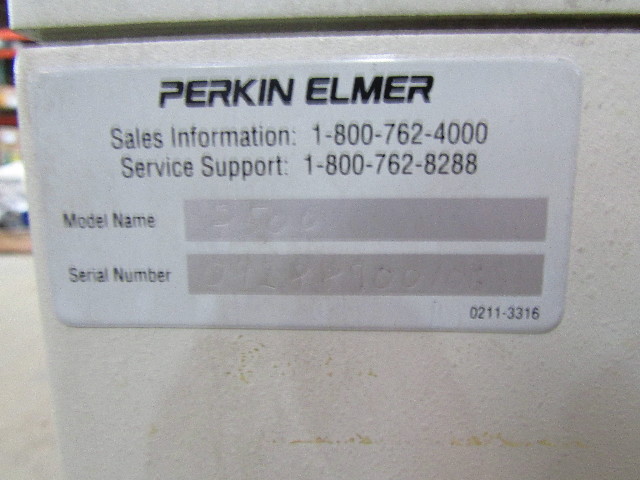 PERKIN ELMER
Sales Information: 1-800-762-4000
Service Support: 1-800-762-8288
Model Name
Serial Number
0211-3316